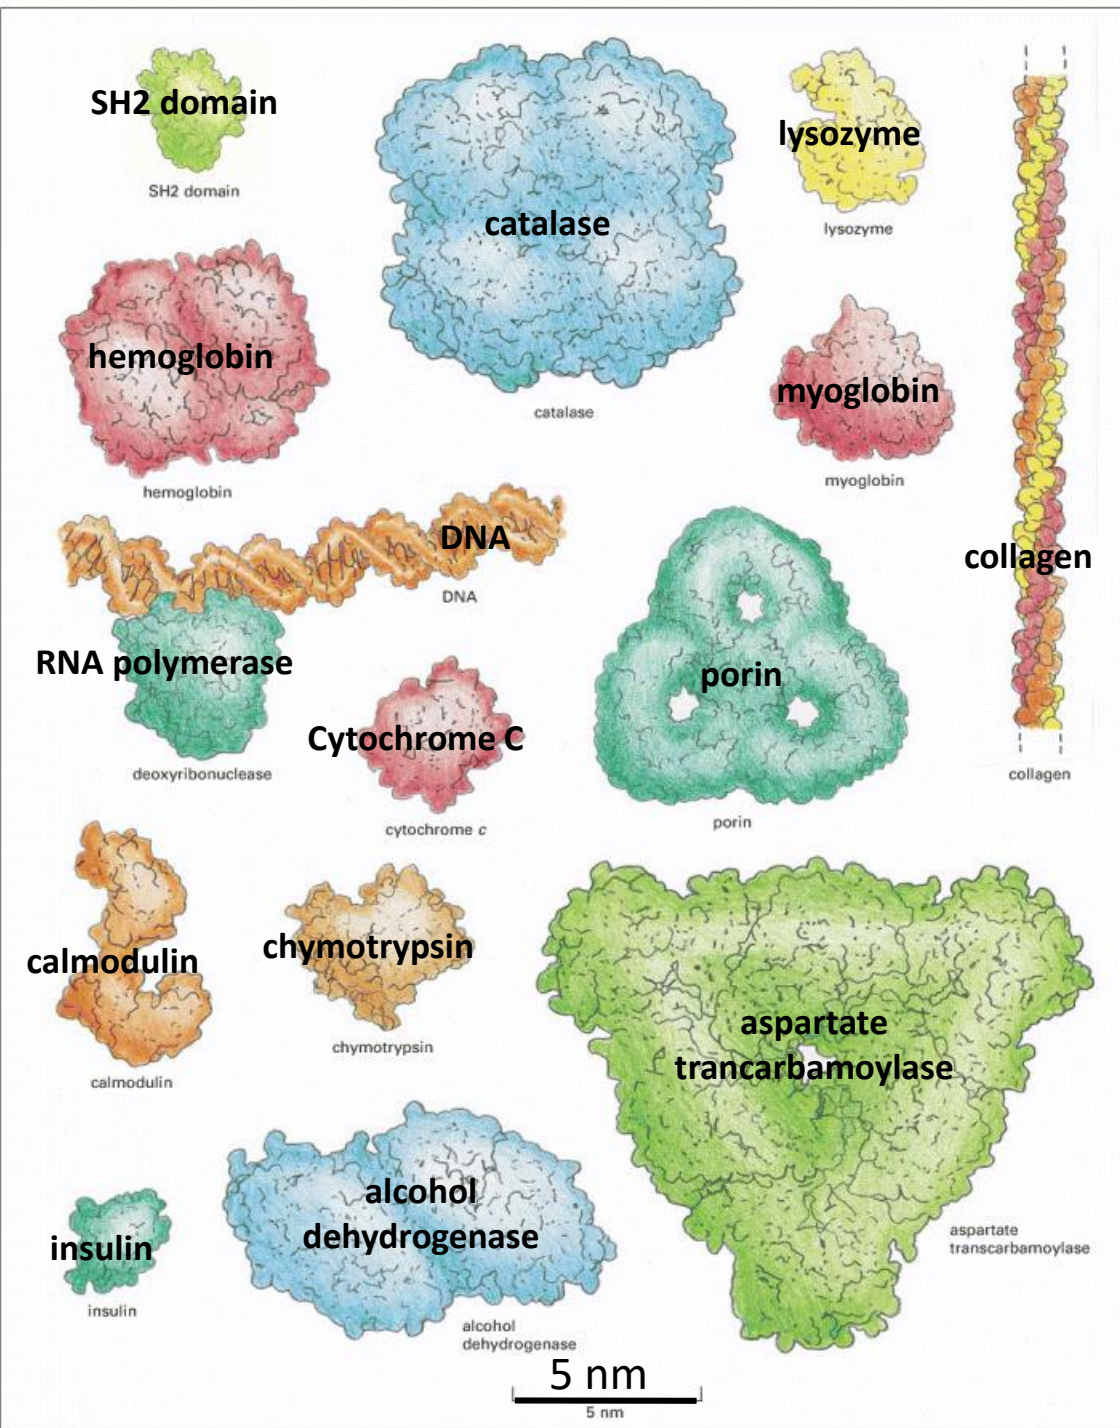 SH2 domain
SH2 domain
catalase
catalase
lysozyme
lysozyme
hemoglobin
hemoglobin
myoglobin
myoglobin
collagen
collagen
DNA
DNA
RNA polymerase
deoxyribonuclease
Cytochrome C
cytochrome c
porin
porin
calmodulin
calmodulin
chymotrypsin
chymotrypsin
aspartate
trancarbamoylase
aspartate
transcarbamoylase
insulin
insulin
alcohol
dehydrogenase
alcohol
dehydrogenase
5 nm
5 nm